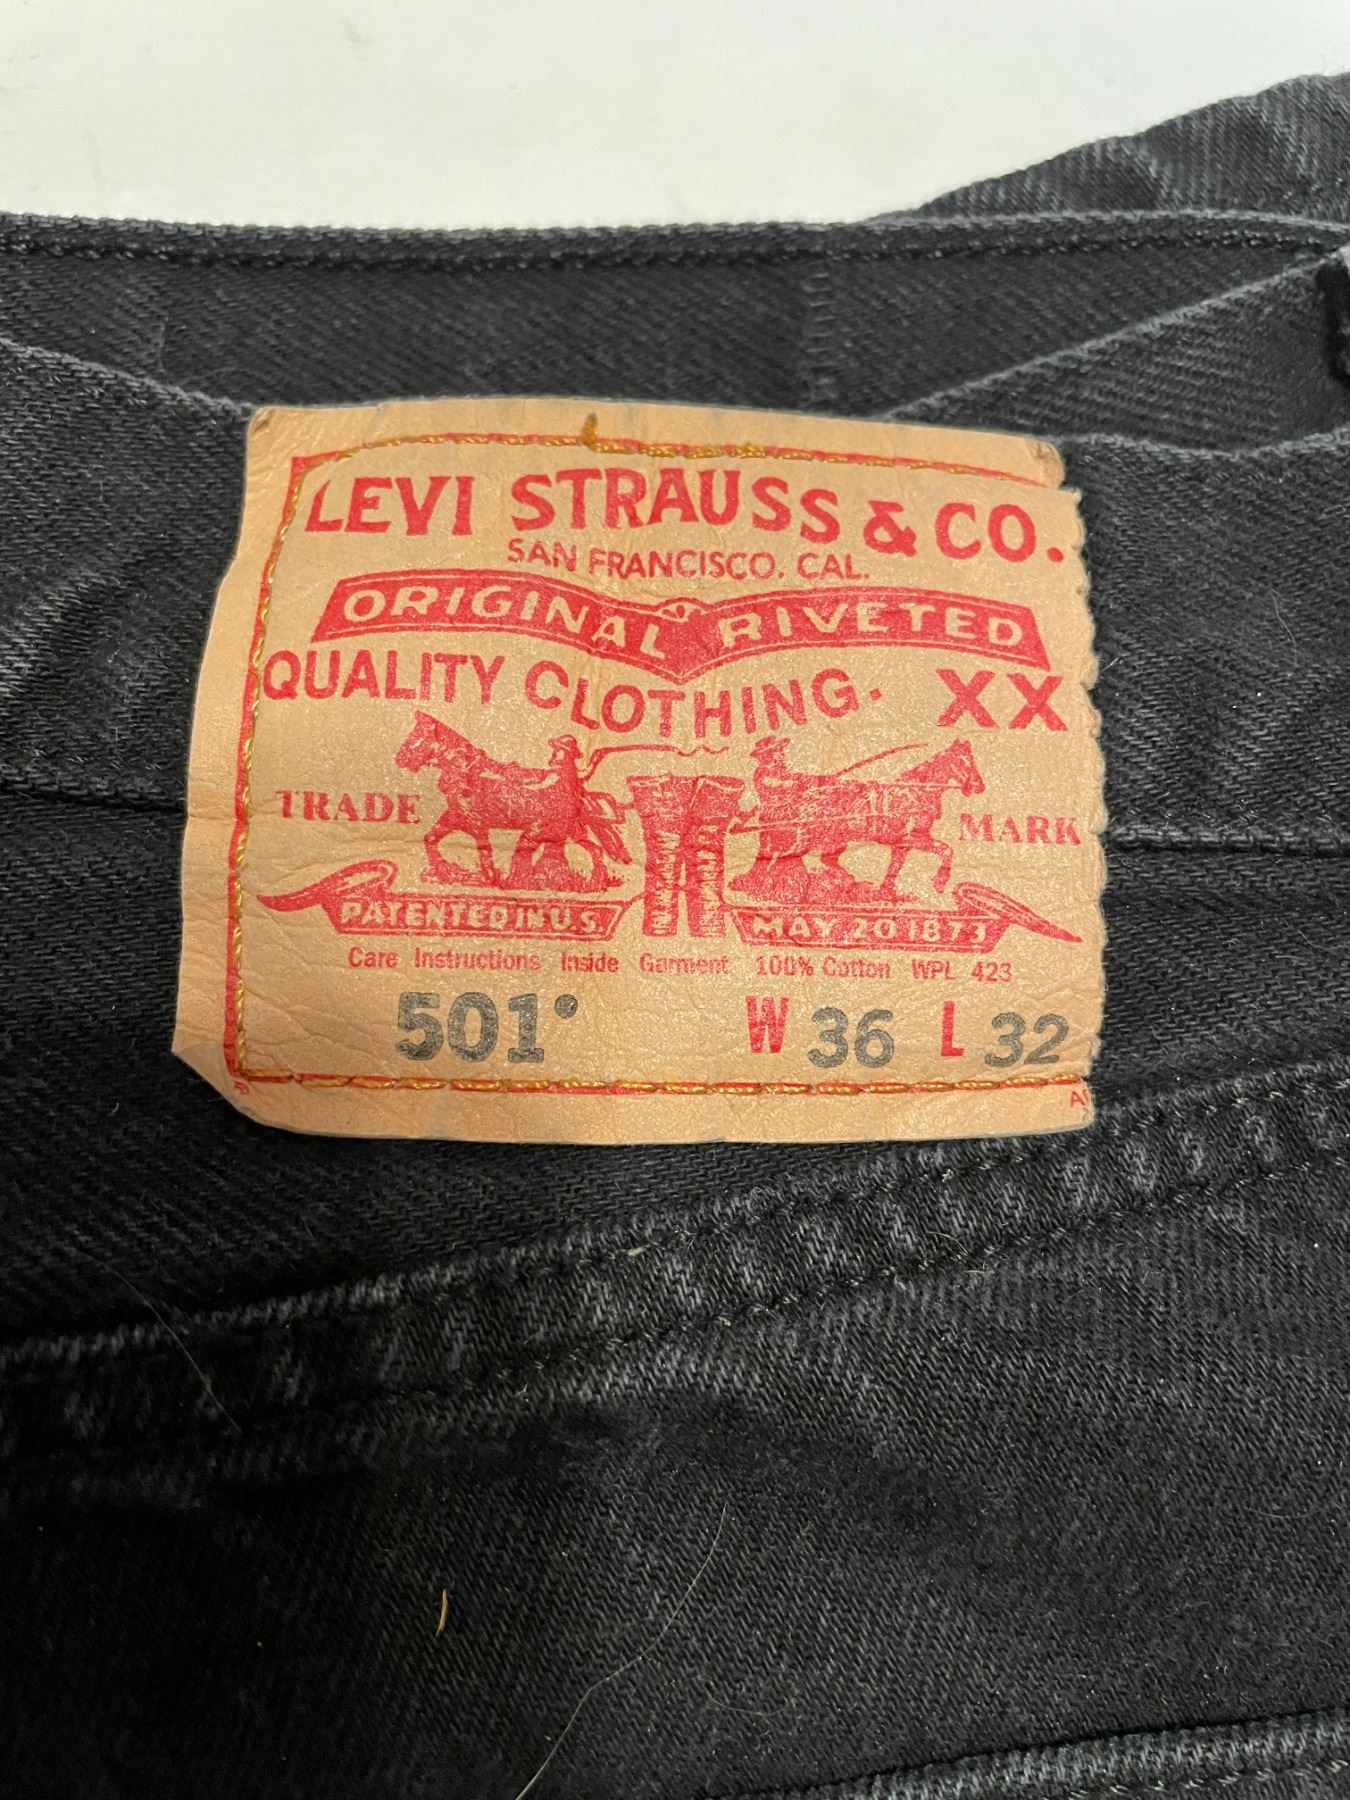 LEVI STRAUSS & CO.
SAN FRANCISCO. CAL.
ORIGINAL RIVETED
QUALITY CLOTHING. XX
TRADE MARK
PATENTED IN U.S. MAY 20 1873
Care Instructions Inside Garment 100% Cotton WPL 423
501° W 36 L 32